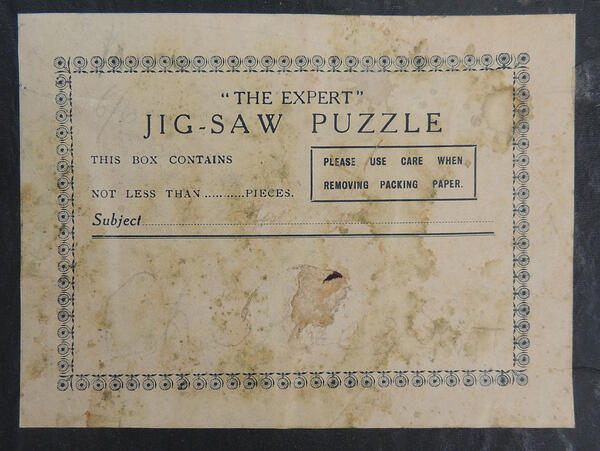 "THE EXPERT"
JIG-SAW PUZZLE
THIS BOX CONTAINS
NOT LESS THAN..........PIECES.
PLEASE USE CARE WHEN
REMOVING PACKING PAPER.
Subject